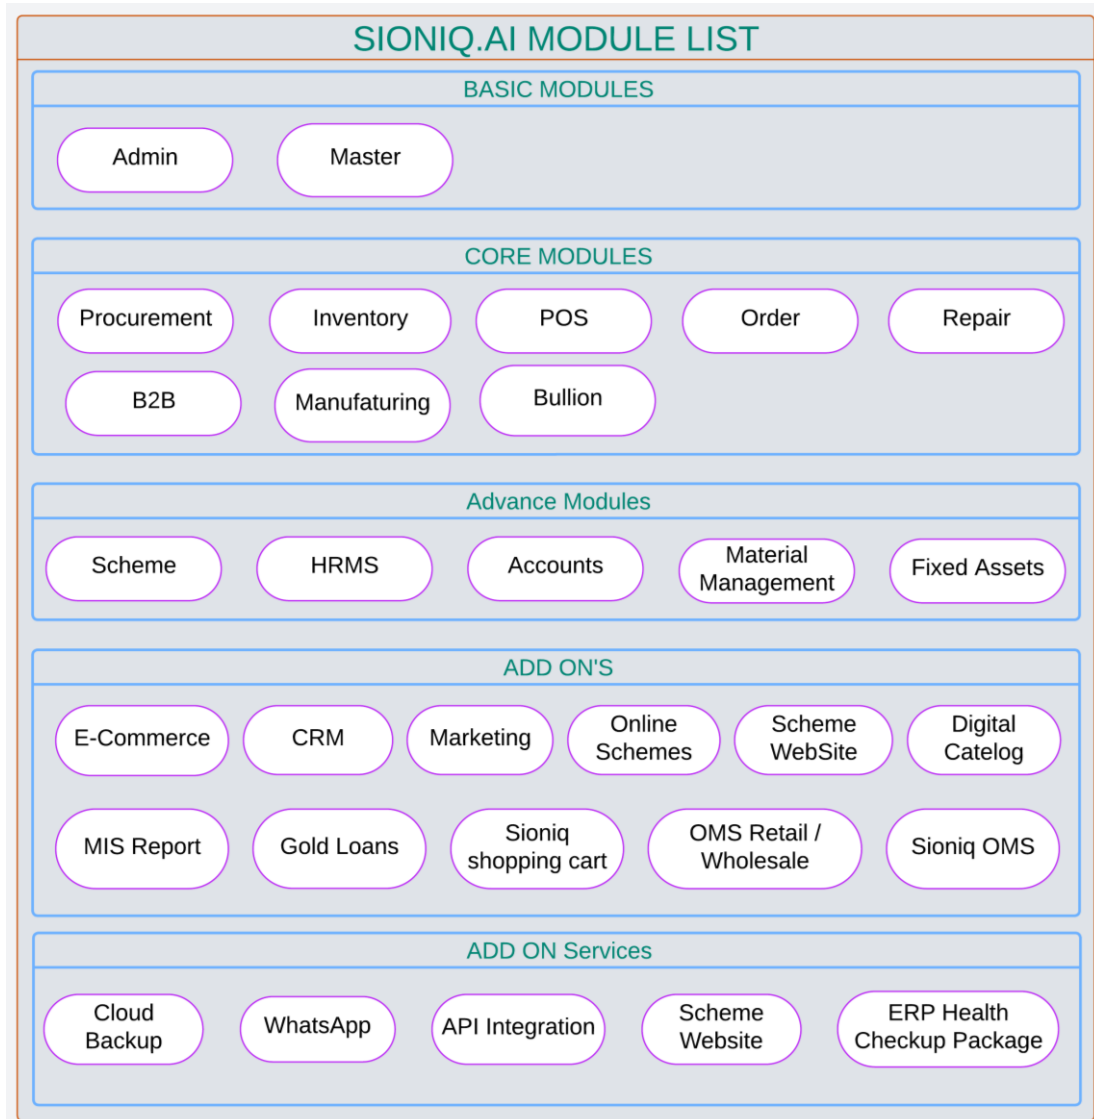 SIONIQ.AI MODULE LIST
BASIC MODULES
Admin
Master
CORE MODULES
Procurement
Inventory
POS
Order
Repair
B2B
Manufaturing
Bullion
Advance Modules
Scheme
HRMS
Accounts
Material
Management
Fixed Assets
ADD ON'S
E-Commerce
CRM
Marketing
Online
Schemes
Scheme
WebSite
Digital
Catelog
MIS Report
Gold Loans
Sioniq
shopping cart
OMS Retail /
Wholesale
Sioniq OMS
ADD ON Services
Cloud
Backup
WhatsApp
API Integration
Scheme
Website
ERP Health
Checkup Package